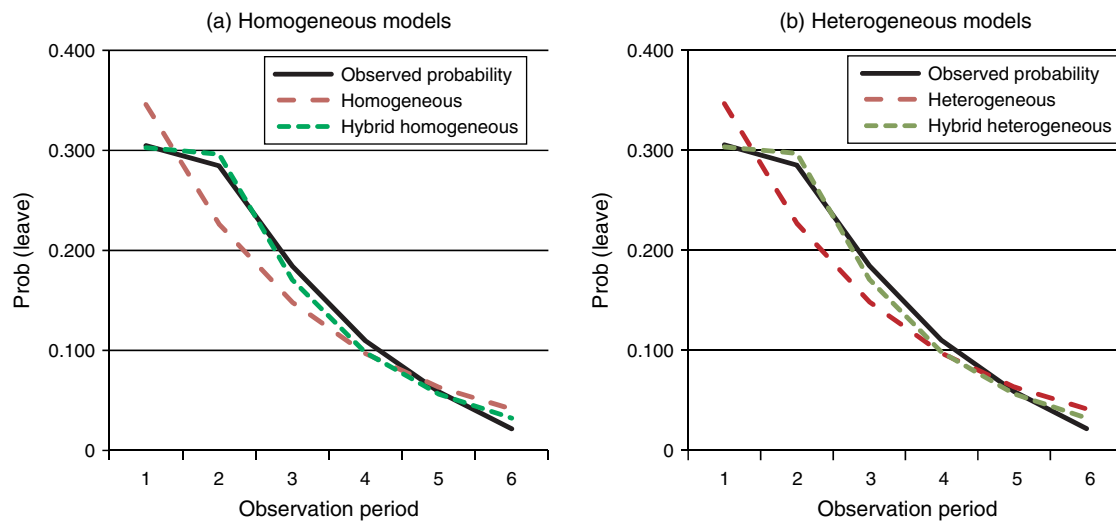 (a) Homogeneous models
0.400
0.300
0.200
0.100
0
Prob (leave)
Observed probability
Homogeneous
Hybrid homogeneous
1 2 3 4 5 6
Observation period
(b) Heterogeneous models
0.400
0.300
0.200
0.100
0
Prob (leave)
Observed probability
Heterogeneous
Hybrid heterogeneous
1 2 3 4 5 6
Observation period